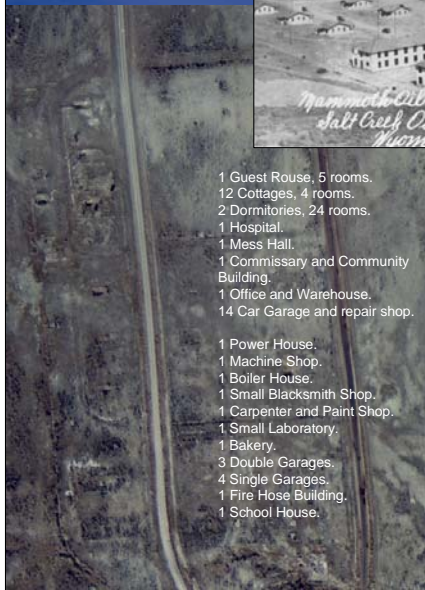 Mammoth Oil
Salt Creek O
Wyom
1 Guest Rouse, 5 rooms.
12 Cottages, 4 rooms.
2 Dormitories, 24 rooms.
1 Hospital.
1 Mess Hall.
1 Commissary and Community
Building.
1 Office and Warehouse.
14 Car Garage and repair shop.
1 Power House.
1 Machine Shop.
1 Boiler House.
1 Small Blacksmith Shop.
1 Carpenter and Paint Shop.
1 Small Laboratory.
1 Bakery.
3 Double Garages.
4 Single Garages.
1 Fire Hose Building.
1 School House.